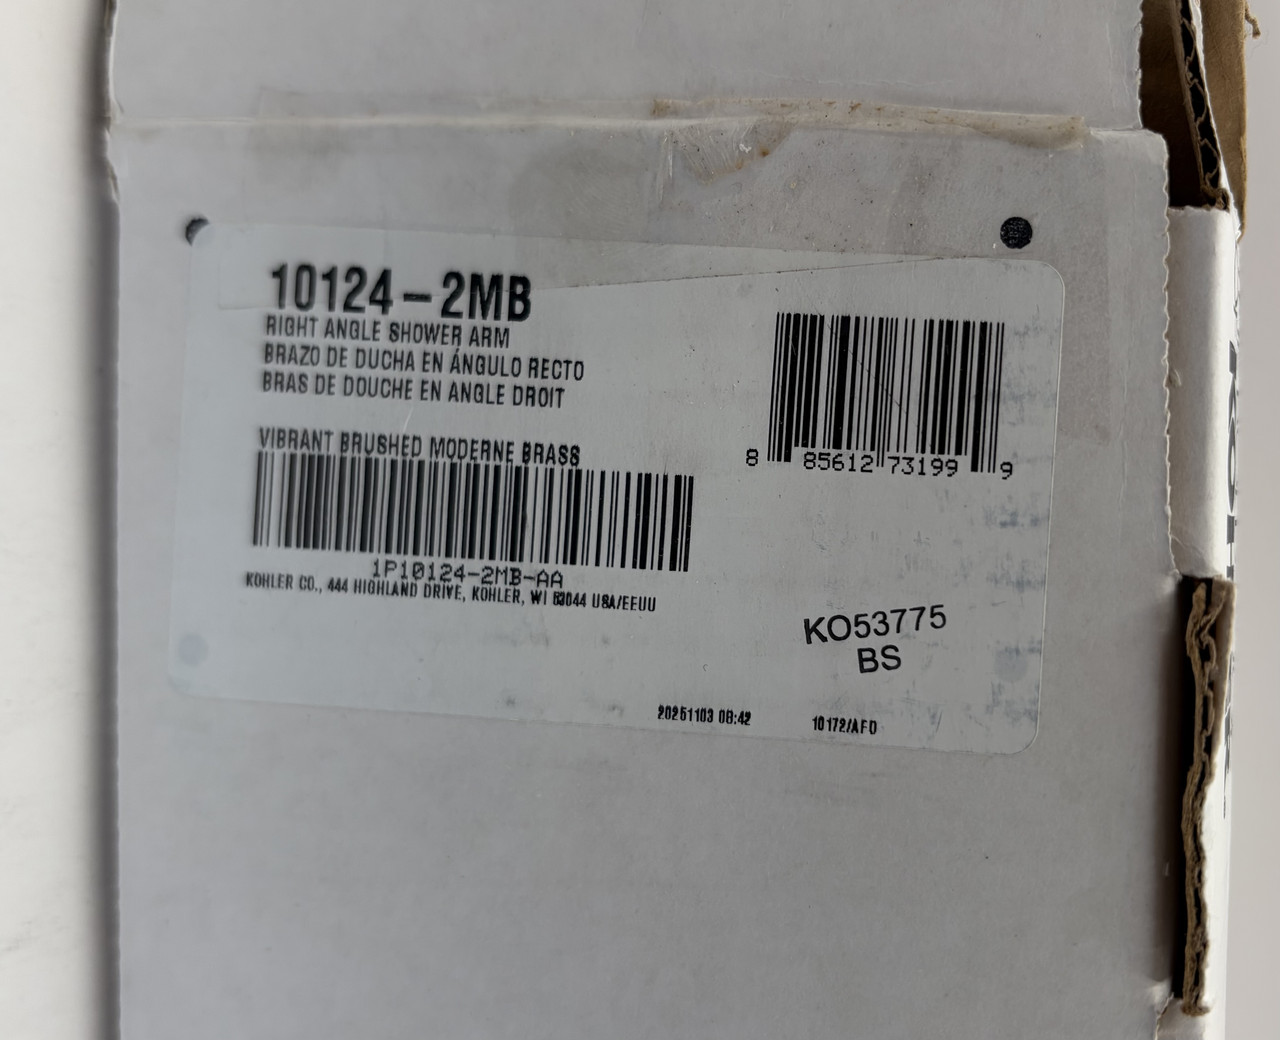 10124-2MB
RIGHT ANGLE SHOWER ARM
BRAZO DE DUCHA EN ÁNGULO RECTO
BRAS DE DOUCHE EN ANGLE DROIT
VIBRANT BRUSHED MODERNE BRASS
1P10124-2MB-AA
KOHLER CO., 444 HIGHLAND DRIVE, KOHLER, WI 53044 USA/EEUU
8 85612 73199 9
KO53775
BS
20251103 08:42
10172/AFD